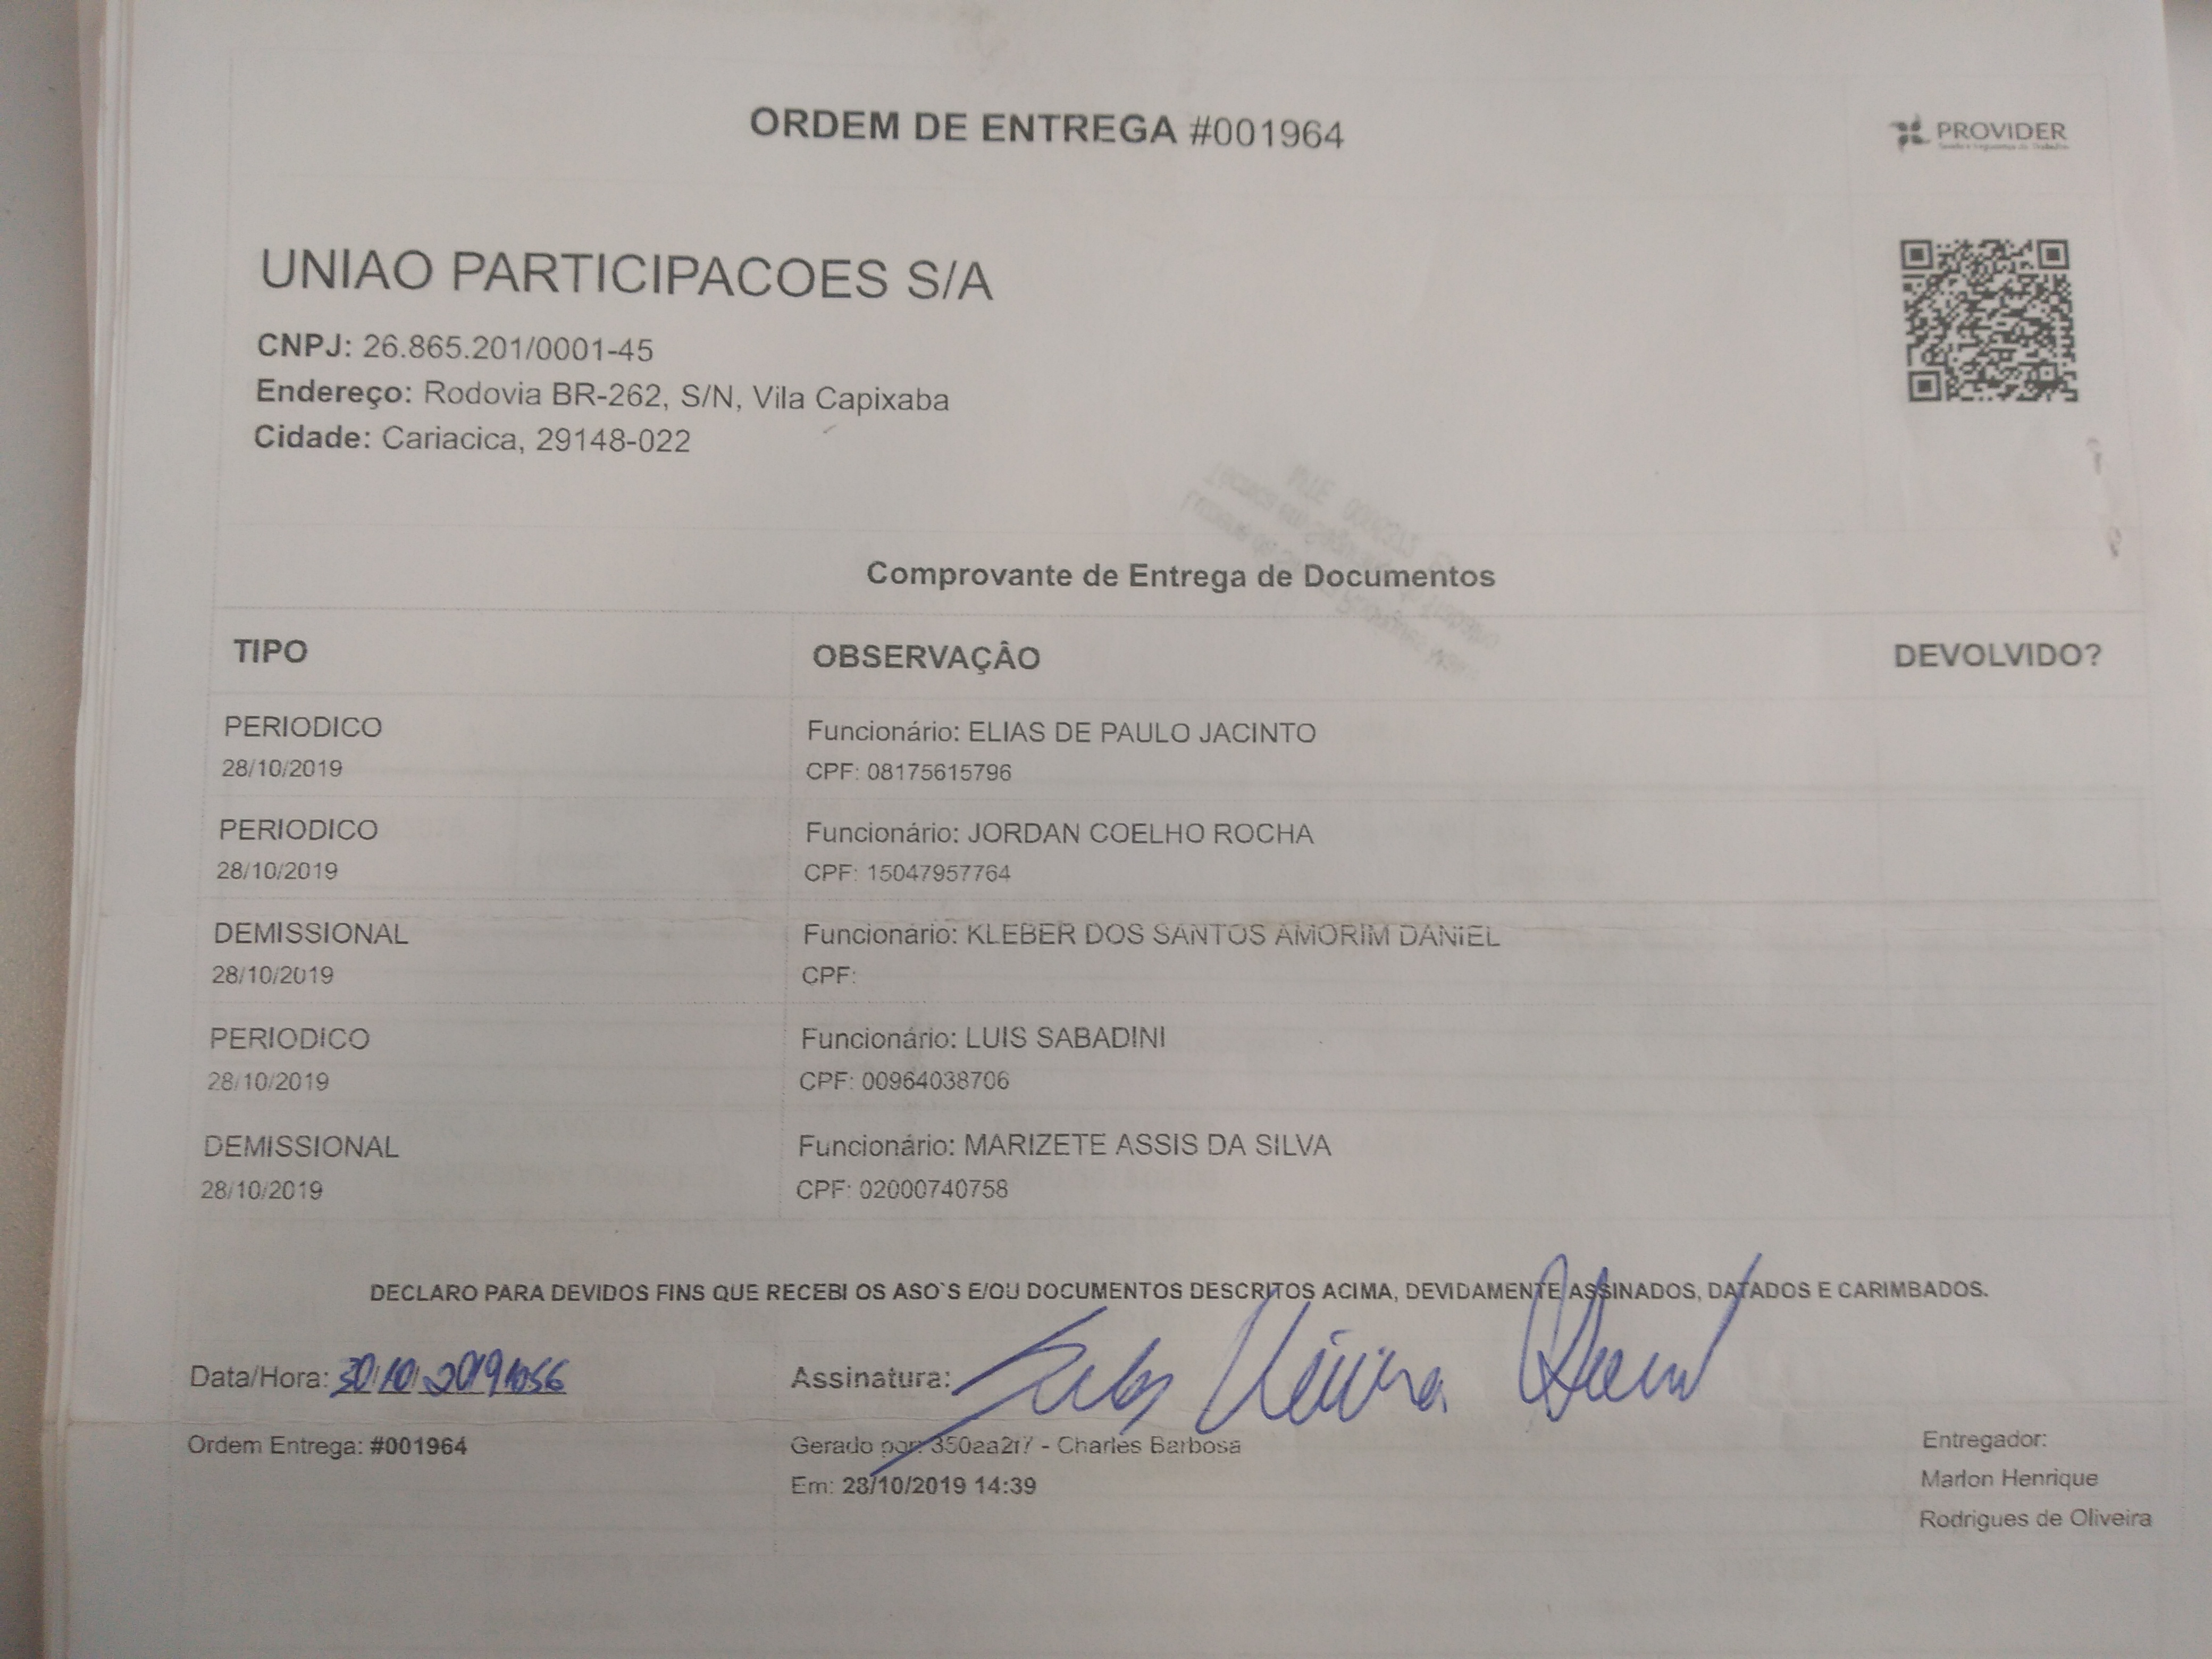 ORDEM DE ENTREGA #001964
PROVIDER
UNIAO PARTICIPACOES S/A
CNPJ: 26.865.201/0001-45
Endereço: Rodovia BR-262, S/N, Vila Capixaba
Cidade: Cariacica, 29148-022
Comprovante de Entrega de Documentos
TIPO OBSERVAÇÂO DEVOLVIDO?
PERIODICO Funcionário: ELIAS DE PAULO JACINTO
28/10/2019 CPF: 08175615796
PERIODICO Funcionário: JORDAN COELHO ROCHA
28/10/2019 CPF: 15047957764
DEMISSIONAL Funcionário: KLEBER DOS SANTOS AMORIM DANIEL
28/10/2019 CPF:
PERIODICO Funcionário: LUIS SABADINI
28/10/2019 CPF: 00964038706
DEMISSIONAL Funcionário: MARIZETE ASSIS DA SILVA
28/10/2019 CPF: 02000740758
DECLARO PARA DEVIDOS FINS QUE RECEBI OS ASO`S E/OU DOCUMENTOS DESCRITOS ACIMA, DEVIDAMENTE ASSINADOS, DATADOS E CARIMBADOS.
Data/Hora: 30/10/2019 1056 Assinatura:
Ordem Entrega: #001964 Gerado por: 350aa2f7 - Charles Barbosa Entregador:
Em: 28/10/2019 14:39 Marlon Henrique
Rodrigues de Oliveira